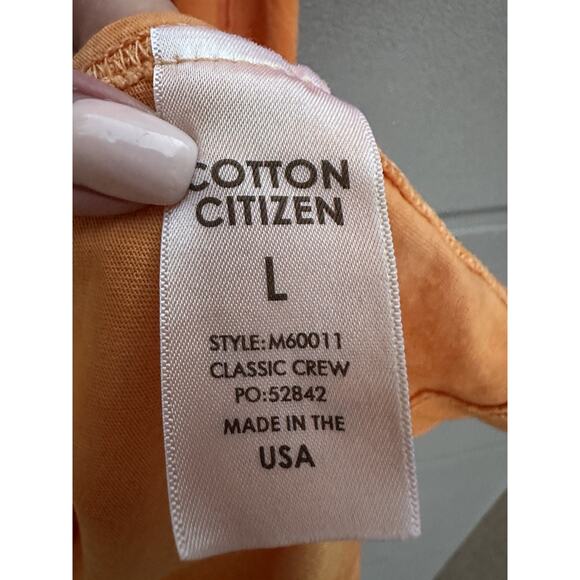 COTTON
CITIZEN
L
STYLE:M60011
CLASSIC CREW
PO:52842
MADE IN THE
USA